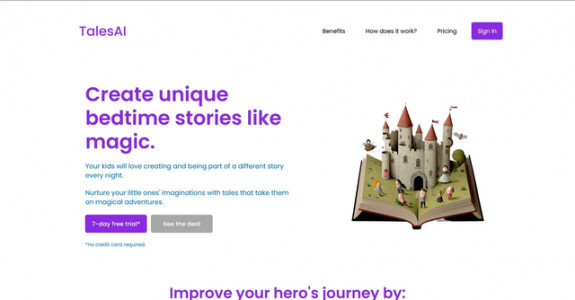 TalesAI
Benefits
How does it work?
Pricing
Sign in
Create unique
bedtime stories like
magic.
Your kids will love creating and being part of a different story
every night.
Nurture your little ones' imaginations with tales that take them
on magical adventures.
7-day free trial*
See the deal
*no credit card required.
Improve your hero's journey by: